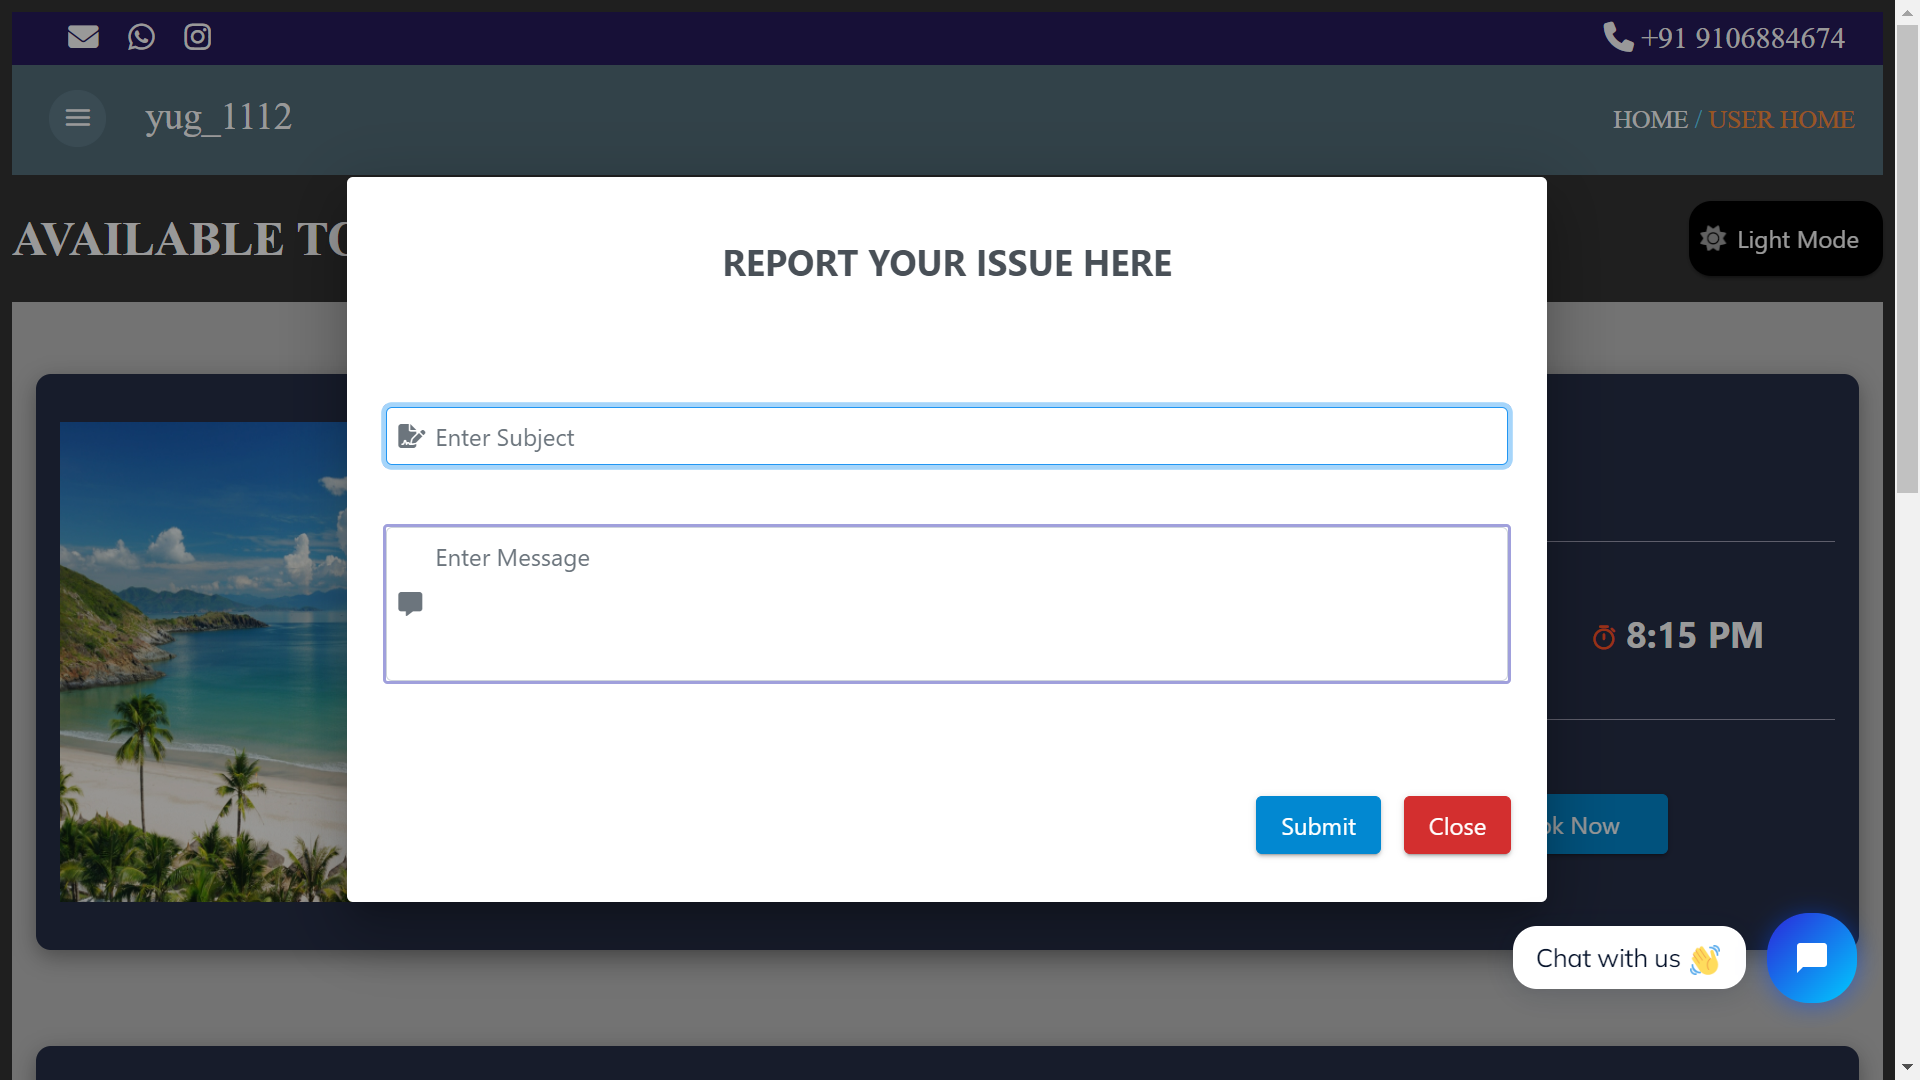 +91 9106884674
yug_1112
HOME / USER HOME
AVAILABLE TO
Light Mode
REPORT YOUR ISSUE HERE
Enter Subject
Enter Message
8:15 PM
Submit
Close
Now
Chat with us 👋